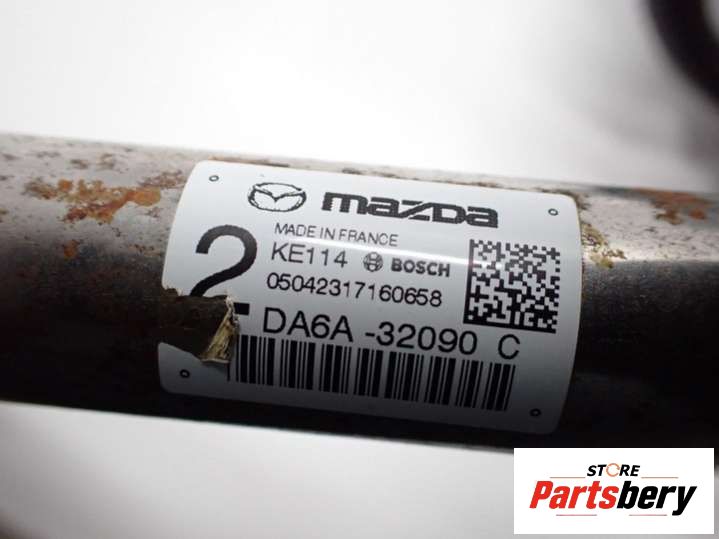 mazda
MADE IN FRANCE
2 KE114 BOSCH
05042317160658
DA6A -32090 C
STORE
Partsbery